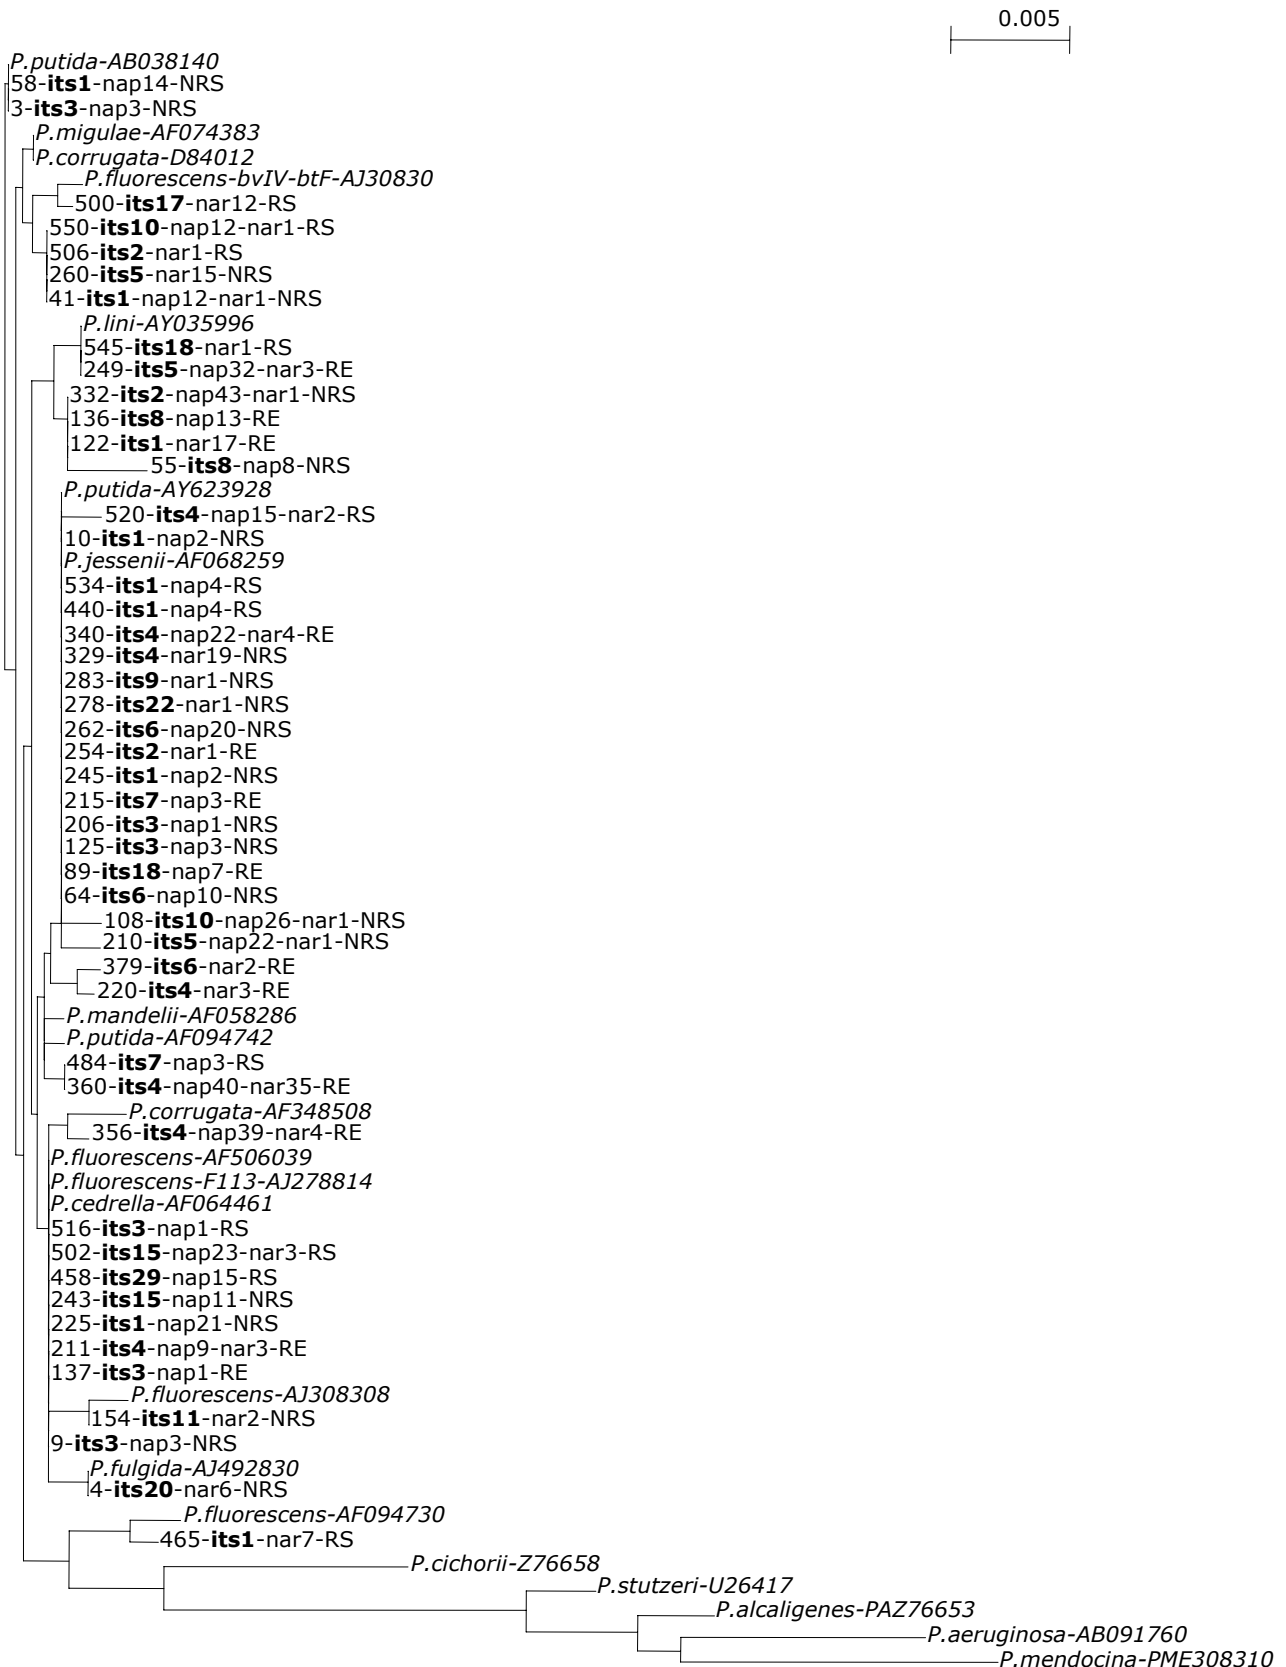 0.005
P.putida-AB038140
58-its1-nap14-NRS
3-its3-nap3-NRS
P.migulae-AF074383
P.corrugata-D84012
P.fluorescens-bvIV-btF-AJ30830
500-its17-nar12-RS
550-its10-nap12-nar1-RS
506-its2-nar1-RS
260-its5-nar15-NRS
41-its1-nap12-nar1-NRS
P.lini-AY035996
545-its18-nar1-RS
249-its5-nap32-nar3-RE
332-its2-nap43-nar1-NRS
136-its8-nap13-RE
122-its1-nar17-RE
55-its8-nap8-NRS
P.putida-AY623928
520-its4-nap15-nar2-RS
10-its1-nap2-NRS
P.jessenii-AF068259
534-its1-nap4-RS
440-its1-nap4-RS
340-its4-nap22-nar4-RE
329-its4-nar19-NRS
283-its9-nar1-NRS
278-its22-nar1-NRS
262-its6-nap20-NRS
254-its2-nar1-RE
245-its1-nap2-NRS
215-its7-nap3-RE
206-its3-nap1-NRS
125-its3-nap3-NRS
89-its18-nap7-RE
64-its6-nap10-NRS
108-its10-nap26-nar1-NRS
210-its5-nap22-nar1-NRS
379-its6-nar2-RE
220-its4-nar3-RE
P.mandelii-AF058286
P.putida-AF094742
484-its7-nap3-RS
360-its4-nap40-nar35-RE
P.corrugata-AF348508
356-its4-nap39-nar4-RE
P.fluorescens-AF506039
P.fluorescens-F113-AJ278814
P.cedrella-AF064461
516-its3-nap1-RS
502-its15-nap23-nar3-RS
458-its29-nap15-RS
243-its15-nap11-NRS
225-its1-nap21-NRS
211-its4-nap9-nar3-RE
137-its3-nap1-RE
P.fluorescens-AJ308308
154-its11-nar2-NRS
9-its3-nap3-NRS
P.fulgida-AJ492830
4-its20-nar6-NRS
P.fluorescens-AF094730
465-its1-nar7-RS
P.cichorii-Z76658
P.stutzeri-U26417
P.alcaligenes-PAZ76653
P.aeruginosa-AB091760
P.mendocina-PME308310